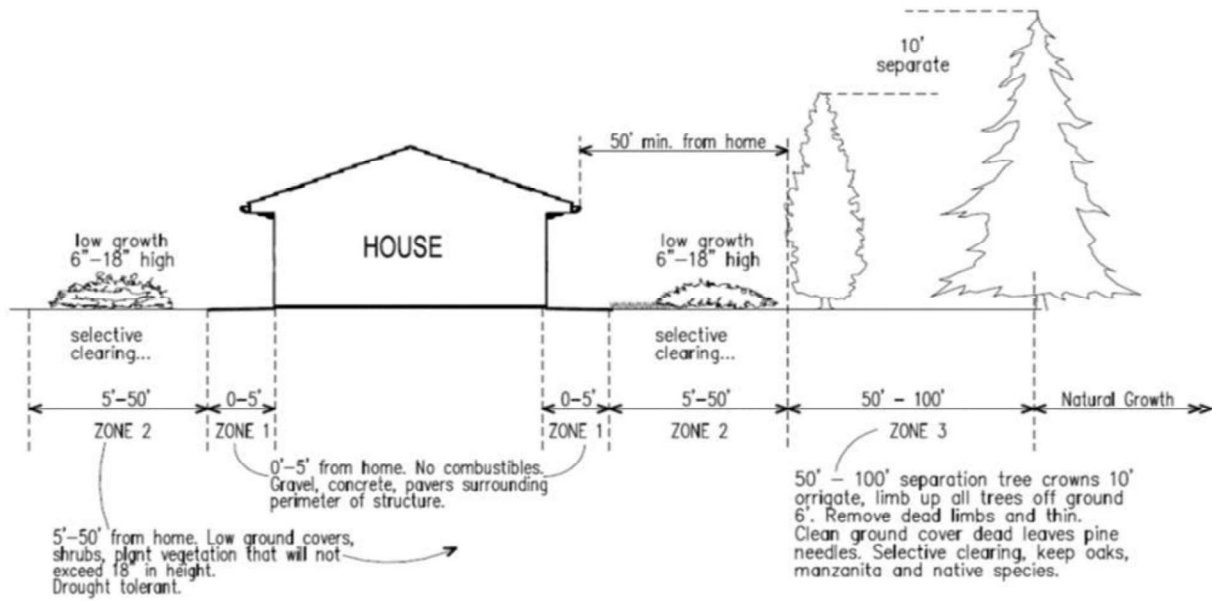 10'
separate
50' min. from home
low growth
6"-18" high
HOUSE
low growth
6"-18" high
selective
clearing...
selective
clearing...
5'-50'
0-5'
0-5'
5'-50'
50' - 100'
Natural Growth
ZONE 2
ZONE 1
ZONE 1
ZONE 2
ZONE 3
0'-5' from home. No combustibles.
Gravel, concrete, pavers surrounding
perimeter of structure.
50' - 100' separation tree crowns 10'
orrigate, limb up all trees off ground
6'. Remove dead limbs and thin.
Clean ground cover dead leaves pine
needles. Selective clearing, keep oaks,
manzanita and native species.
5'-50' from home. Low ground covers,
shrubs, plant vegetation that will not
exceed 18" in height.
Drought tolerant.